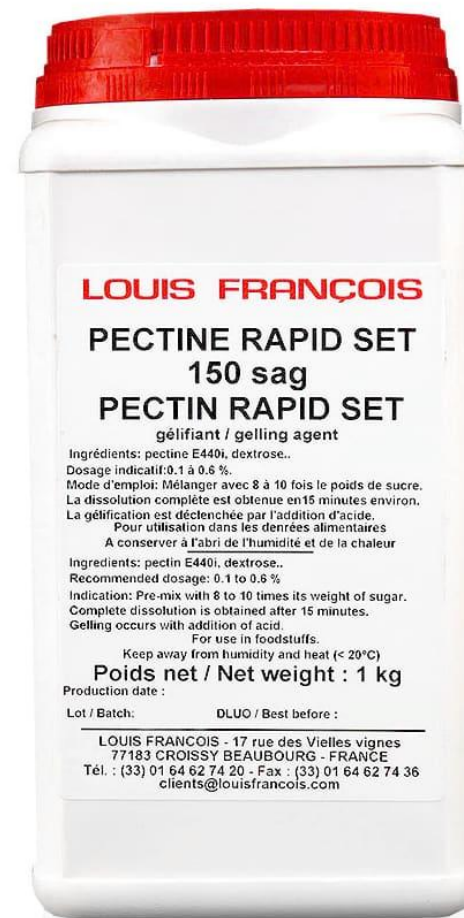 LOUIS FRANÇOIS
PECTINE RAPID SET
150 sag
PECTIN RAPID SET
gélifiant / gelling agent
Ingrédients: pectine E440i, dextrose..
Dosage indicatif:0.1 à 0.6 %.
Mode d'emploi: Mélanger avec 8 à 10 fois le poids de sucre.
La dissolution complète est obtenue en15 minutes environ.
La gélification est déclenchée par l'addition d'acide.
Pour utilisation dans les denrées alimentaires
A conserver à l'abri de l'humidité et de la chaleur
Ingredients: pectin E440i, dextrose..
Recommended dosage: 0.1 to 0.6 %
Indication: Pre-mix with 8 to 10 times its weight of sugar.
Complete dissolution is obtained after 15 minutes.
Gelling occurs with addition of acid.
For use in foodstuffs.
Keep away from humidity and heat (< 20°C)
Poids net / Net weight : 1 kg
Production date :
Lot / Batch: DLUO / Best before :
LOUIS FRANCOIS - 17 rue des Vielles vignes
77183 CROISSY BEAUBOURG - FRANCE
Tél. : (33) 01 64 62 74 20 - Fax : (33) 01 64 62 74 36
clients@louisfrancois.com